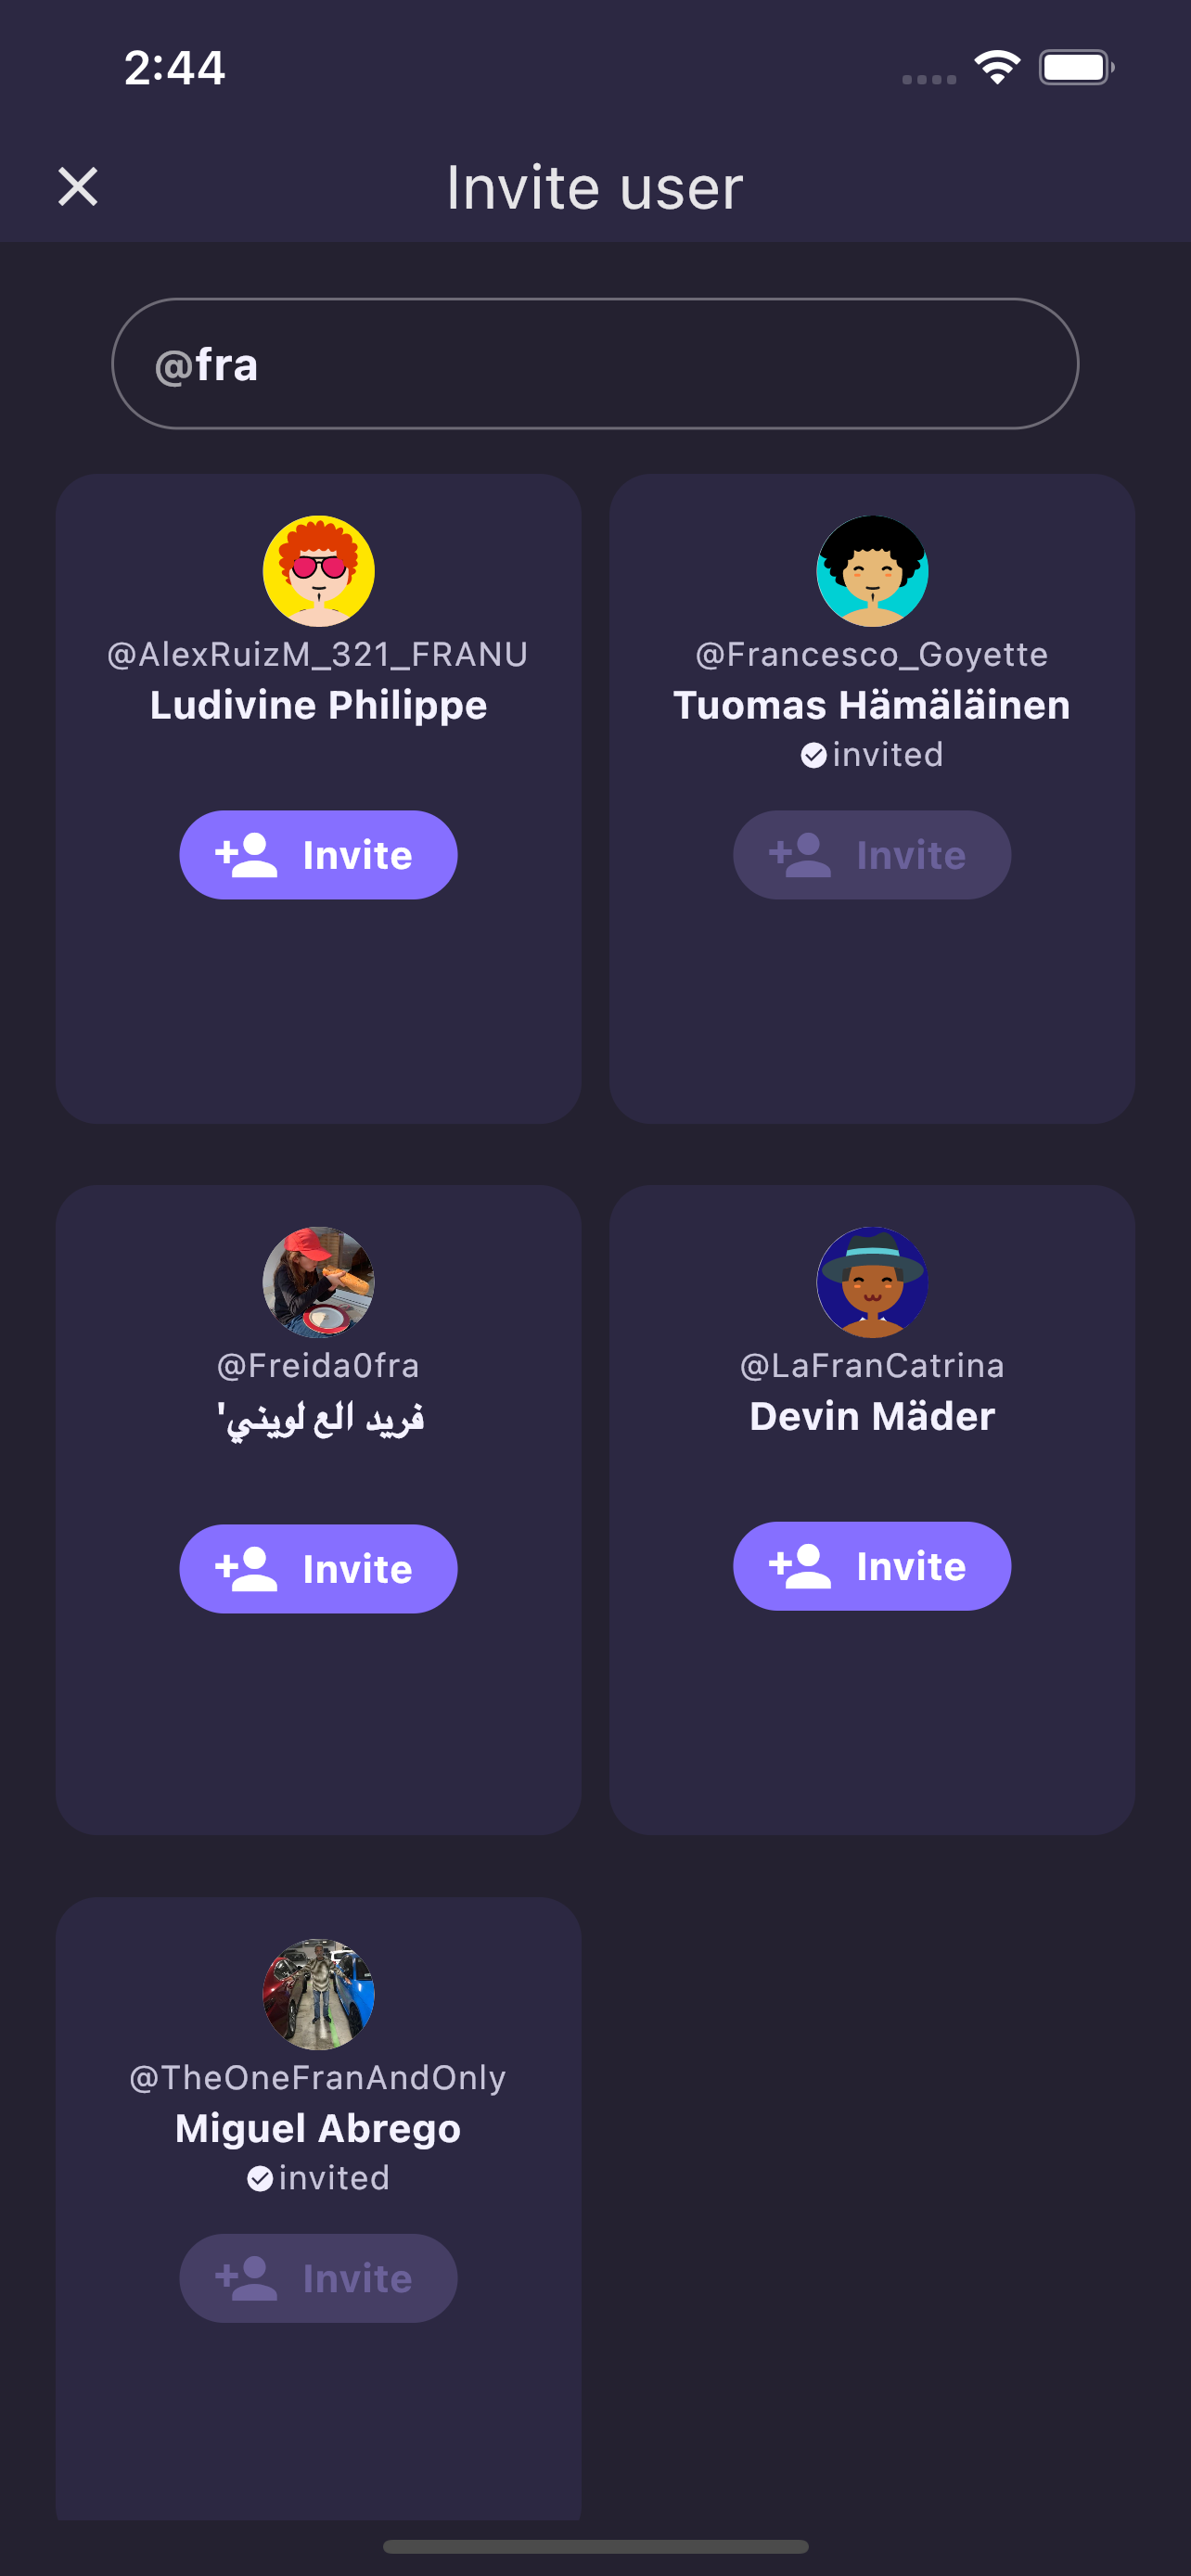 2:44
Invite user
@fra
@AlexRuizM_321_FRANU
Ludivine Philippe
Invite
@Francesco_Goyette
Tuomas Hämäläinen
invited
Invite
@Freida0fra
فريد الع لويني'
Invite
@LaFranCatrina
Devin Mäder
Invite
@TheOneFranAndOnly
Miguel Abrego
invited
Invite